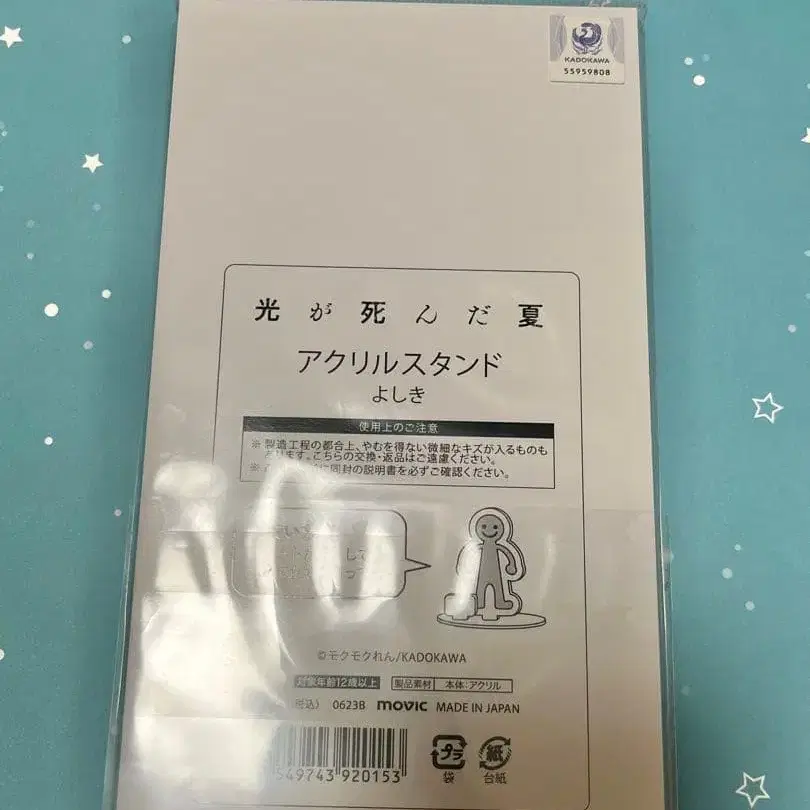 KADOKAWA
55959808
光が死んだ夏
アクリルスタンド
よしき
使用上のご注意
※ 製造工程の都合上、やむを得ない微細なキズが入るものも
あります。こちらの交換・返品はご遠慮ください。
※ に同封の説明書を必ずご確認ください。
©モクモクれん/KADOKAWA
対象年齢12歳以上 製品素材 本体:アクリル
税込) 0623B movic MADE IN JAPAN
プラ 紙
袋 台紙
549743 920153